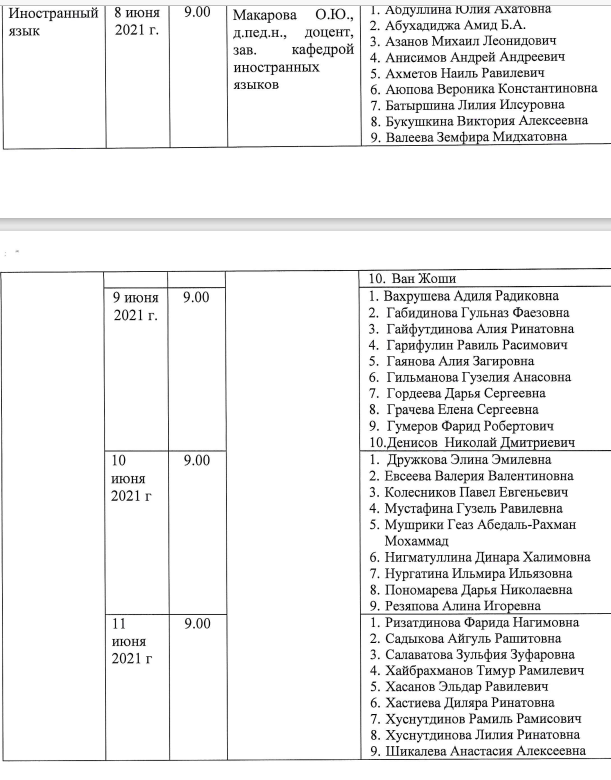 Иностранный язык
8 июня 2021 г.
9.00
Макарова О.Ю., д.пед.н., доцент, зав. кафедрой иностранных языков
1. Абдуллина Юлия Ахатовна
2. Абухадиджа Амид Б.А.
3. Азанов Михаил Леонидович
4. Анисимов Андрей Андреевич
5. Ахметов Наиль Равилевич
6. Аюпова Вероника Константиновна
7. Батыршина Лилия Илсуровна
8. Букушкина Виктория Алексеевна
9. Валеева Земфира Мидхатовна
10. Ван Жоши
9 июня 2021 г.
9.00
1. Вахрушева Адиля Радиковна
2. Габидинова Гульназ Фаезовна
3. Гайфутдинова Алия Ринатовна
4. Гарифулин Равиль Расимович
5. Гаянова Алия Загировна
6. Гильманова Гузелия Анасовна
7. Гордеева Дарья Сергеевна
8. Грачева Елена Сергеевна
9. Гумеров Фарид Робертович
10.Денисов Николай Дмитриевич
10 июня 2021 г
9.00
1. Дружкова Элина Эмилевна
2. Евсеева Валерия Валентиновна
3. Колесников Павел Евгеньевич
4. Мустафина Гузель Равилевна
5. Мушрики Геаз Абедаль-Рахман Мохаммад
6. Нигматуллина Динара Халимовна
7. Нургатина Ильмира Ильязовна
8. Пономарева Дарья Николаевна
9. Резяпова Алина Игоревна
11 июня 2021 г
9.00
1. Ризатдинова Фарида Нагимовна
2. Садыкова Айгуль Рашитовна
3. Салаватова Зульфия Зуфаровна
4. Хайбрахманов Тимур Рамилевич
5. Хасанов Эльдар Равилевич
6. Хастиева Диляра Ринатовна
7. Хуснутдинов Рамиль Рамисович
8. Хуснутдинова Лилия Ринатовна
9. Шикалева Анастасия Алексеевна